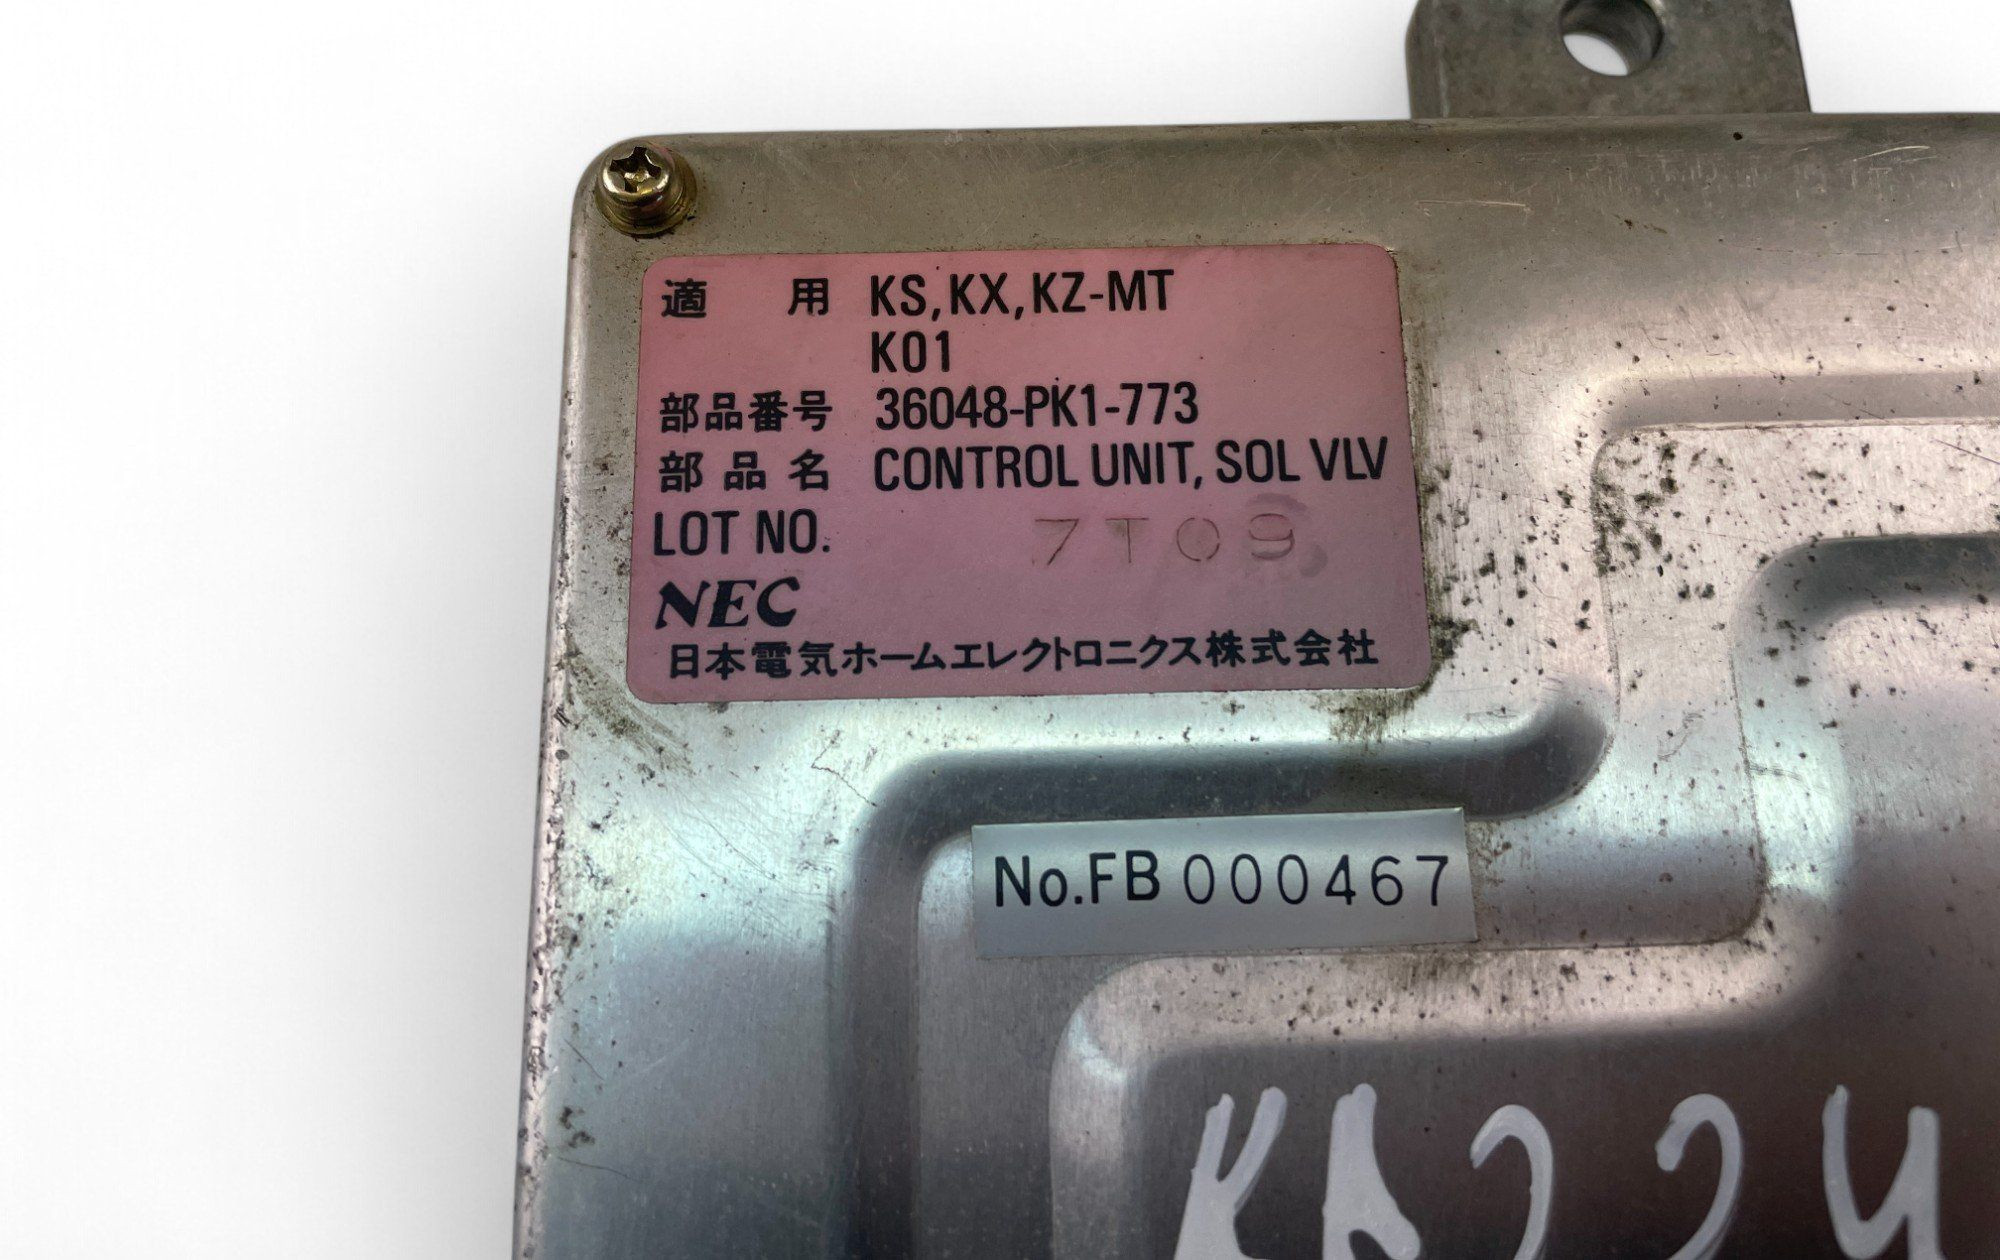 適用 KS,KX,KZ-MT
K01
部品番号 36048-PK1-773
部品名 CONTROL UNIT, SOL VLV
LOT NO. 7T09
NEC
日本電気ホームエレクトロニクス株式会社
No.FB 000467